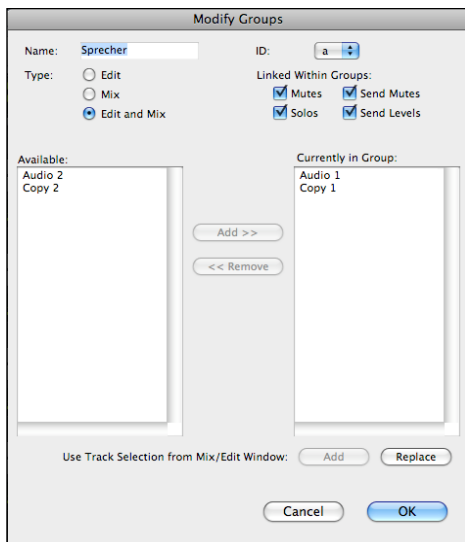 Modify Groups
Name: Sprecher ID: a
Type: Edit Linked Within Groups:
Mix Mutes Send Mutes
Edit and Mix Solos Send Levels
Available: Currently in Group:
Audio 2 Audio 1
Copy 2 Copy 1
Add >>
<< Remove
Use Track Selection from Mix/Edit Window: Add Replace
Cancel OK